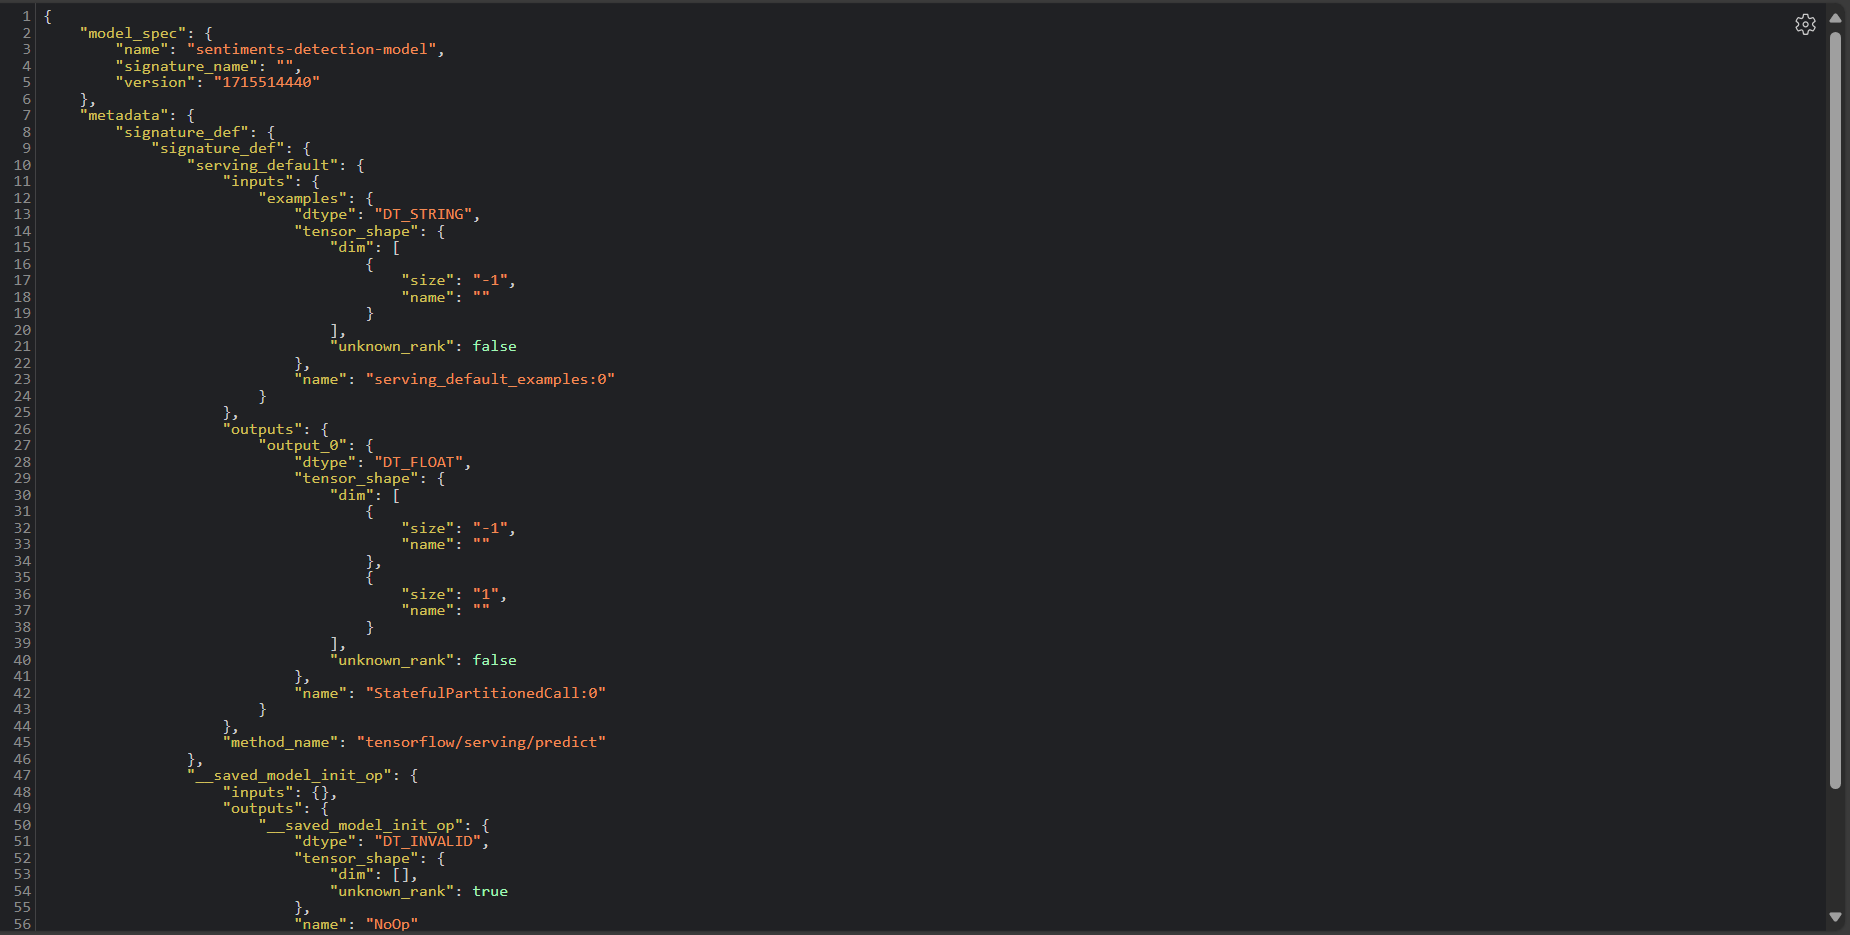 1 {
2     "model_spec": {
3         "name": "sentiments-detection-model",
4         "signature_name": "",
5         "version": "1715514440"
6     },
7     "metadata": {
8         "signature_def": {
9             "signature_def": {
10                 "serving_default": {
11                     "inputs": {
12                         "examples": {
13                             "dtype": "DT_STRING",
14                             "tensor_shape": {
15                                 "dim": [
16                                     {
17                                         "size": "-1",
18                                         "name": ""
19                                     }
20                                 ],
21                                 "unknown_rank": false
22                             },
23                             "name": "serving_default_examples:0"
24                         }
25                     },
26                     "outputs": {
27                         "output_0": {
28                             "dtype": "DT_FLOAT",
29                             "tensor_shape": {
30                                 "dim": [
31                                     {
32                                         "size": "-1",
33                                         "name": ""
34                                     },
35                                     {
36                                         "size": "1",
37                                         "name": ""
38                                     }
39                                 ],
40                                 "unknown_rank": false
41                             },
42                             "name": "StatefulPartitionedCall:0"
43                         }
44                     },
45                     "method_name": "tensorflow/serving/predict"
46                 },
47                 "__saved_model_init_op": {
48                     "inputs": {},
49                     "outputs": {
50                         "__saved_model_init_op": {
51                             "dtype": "DT_INVALID",
52                             "tensor_shape": {
53                                 "dim": [],
54                                 "unknown_rank": true
55                             },
56                             "name": "NoOp"